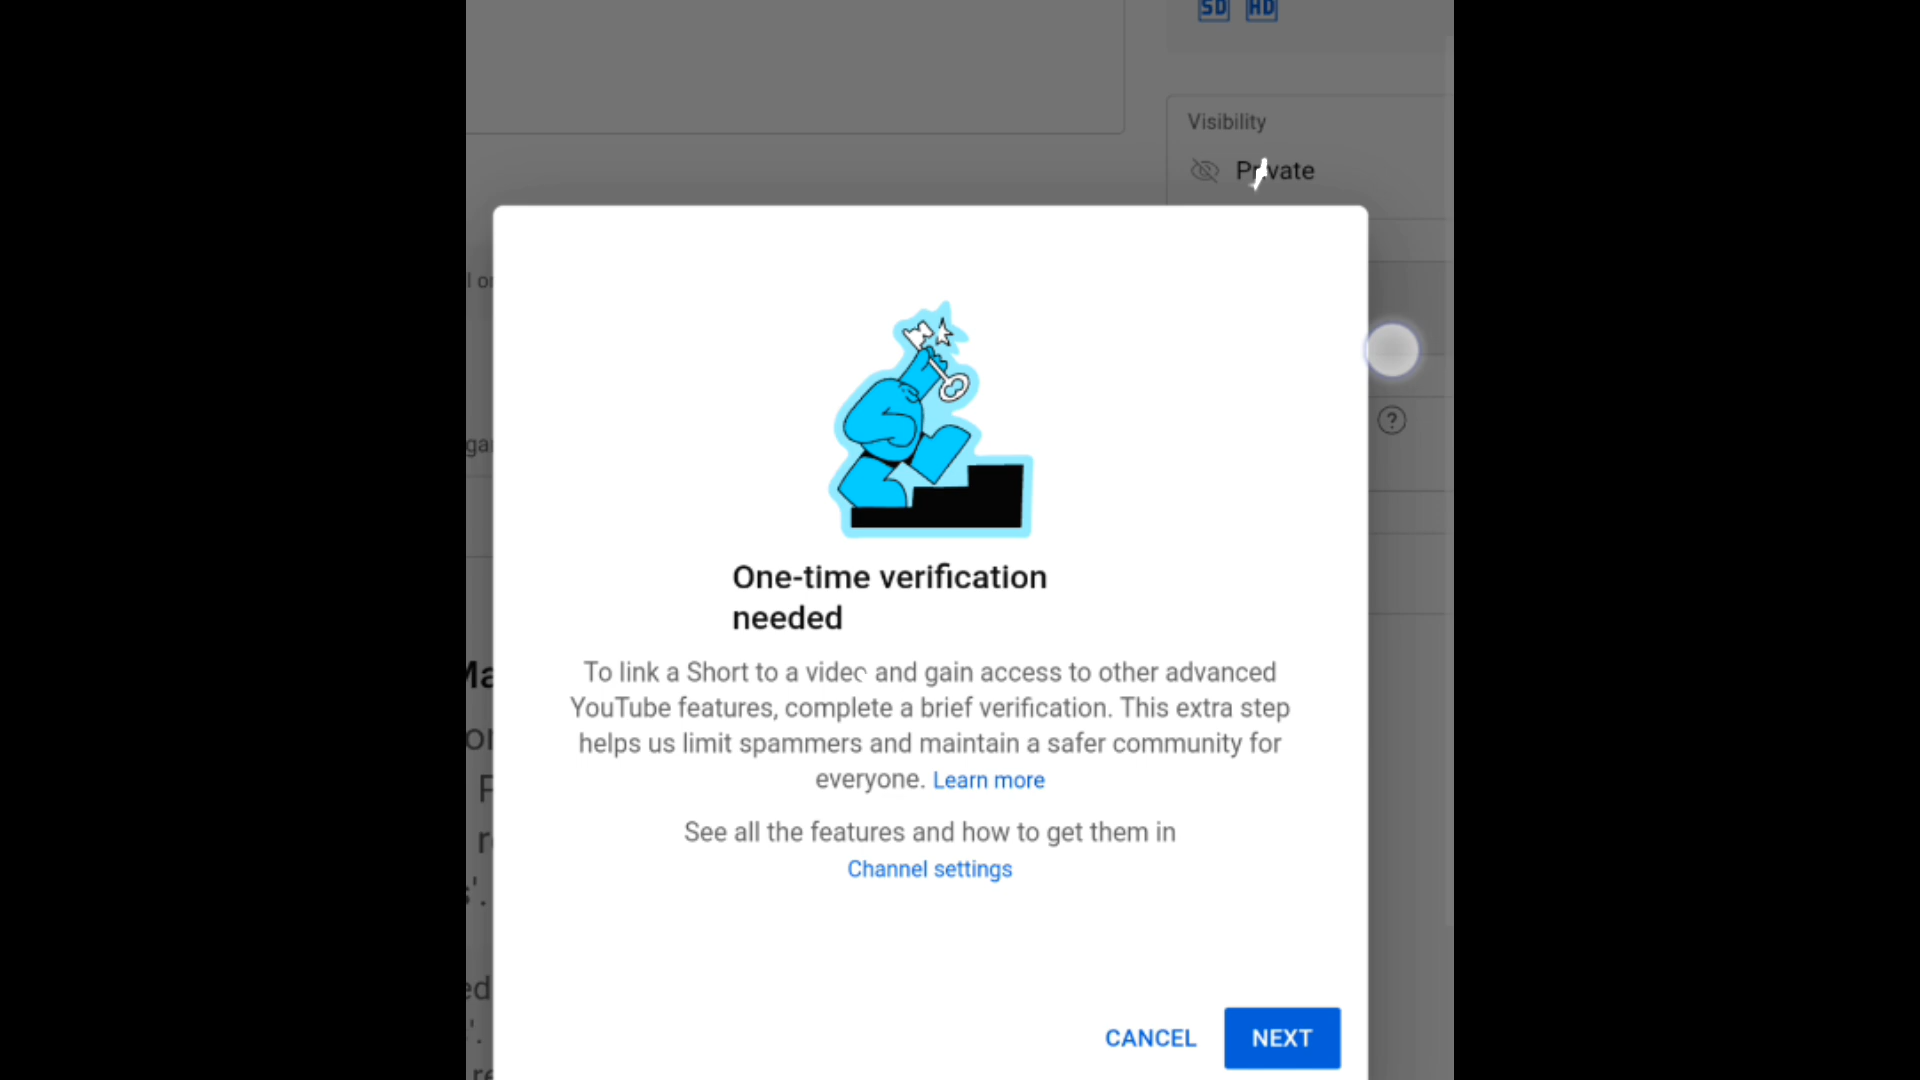 SD HD
Visibility
Private
One-time verification
needed
To link a Short to a video and gain access to other advanced
YouTube features, complete a brief verification. This extra step
helps us limit spammers and maintain a safer community for
everyone. Learn more
See all the features and how to get them in
Channel settings
CANCEL NEXT